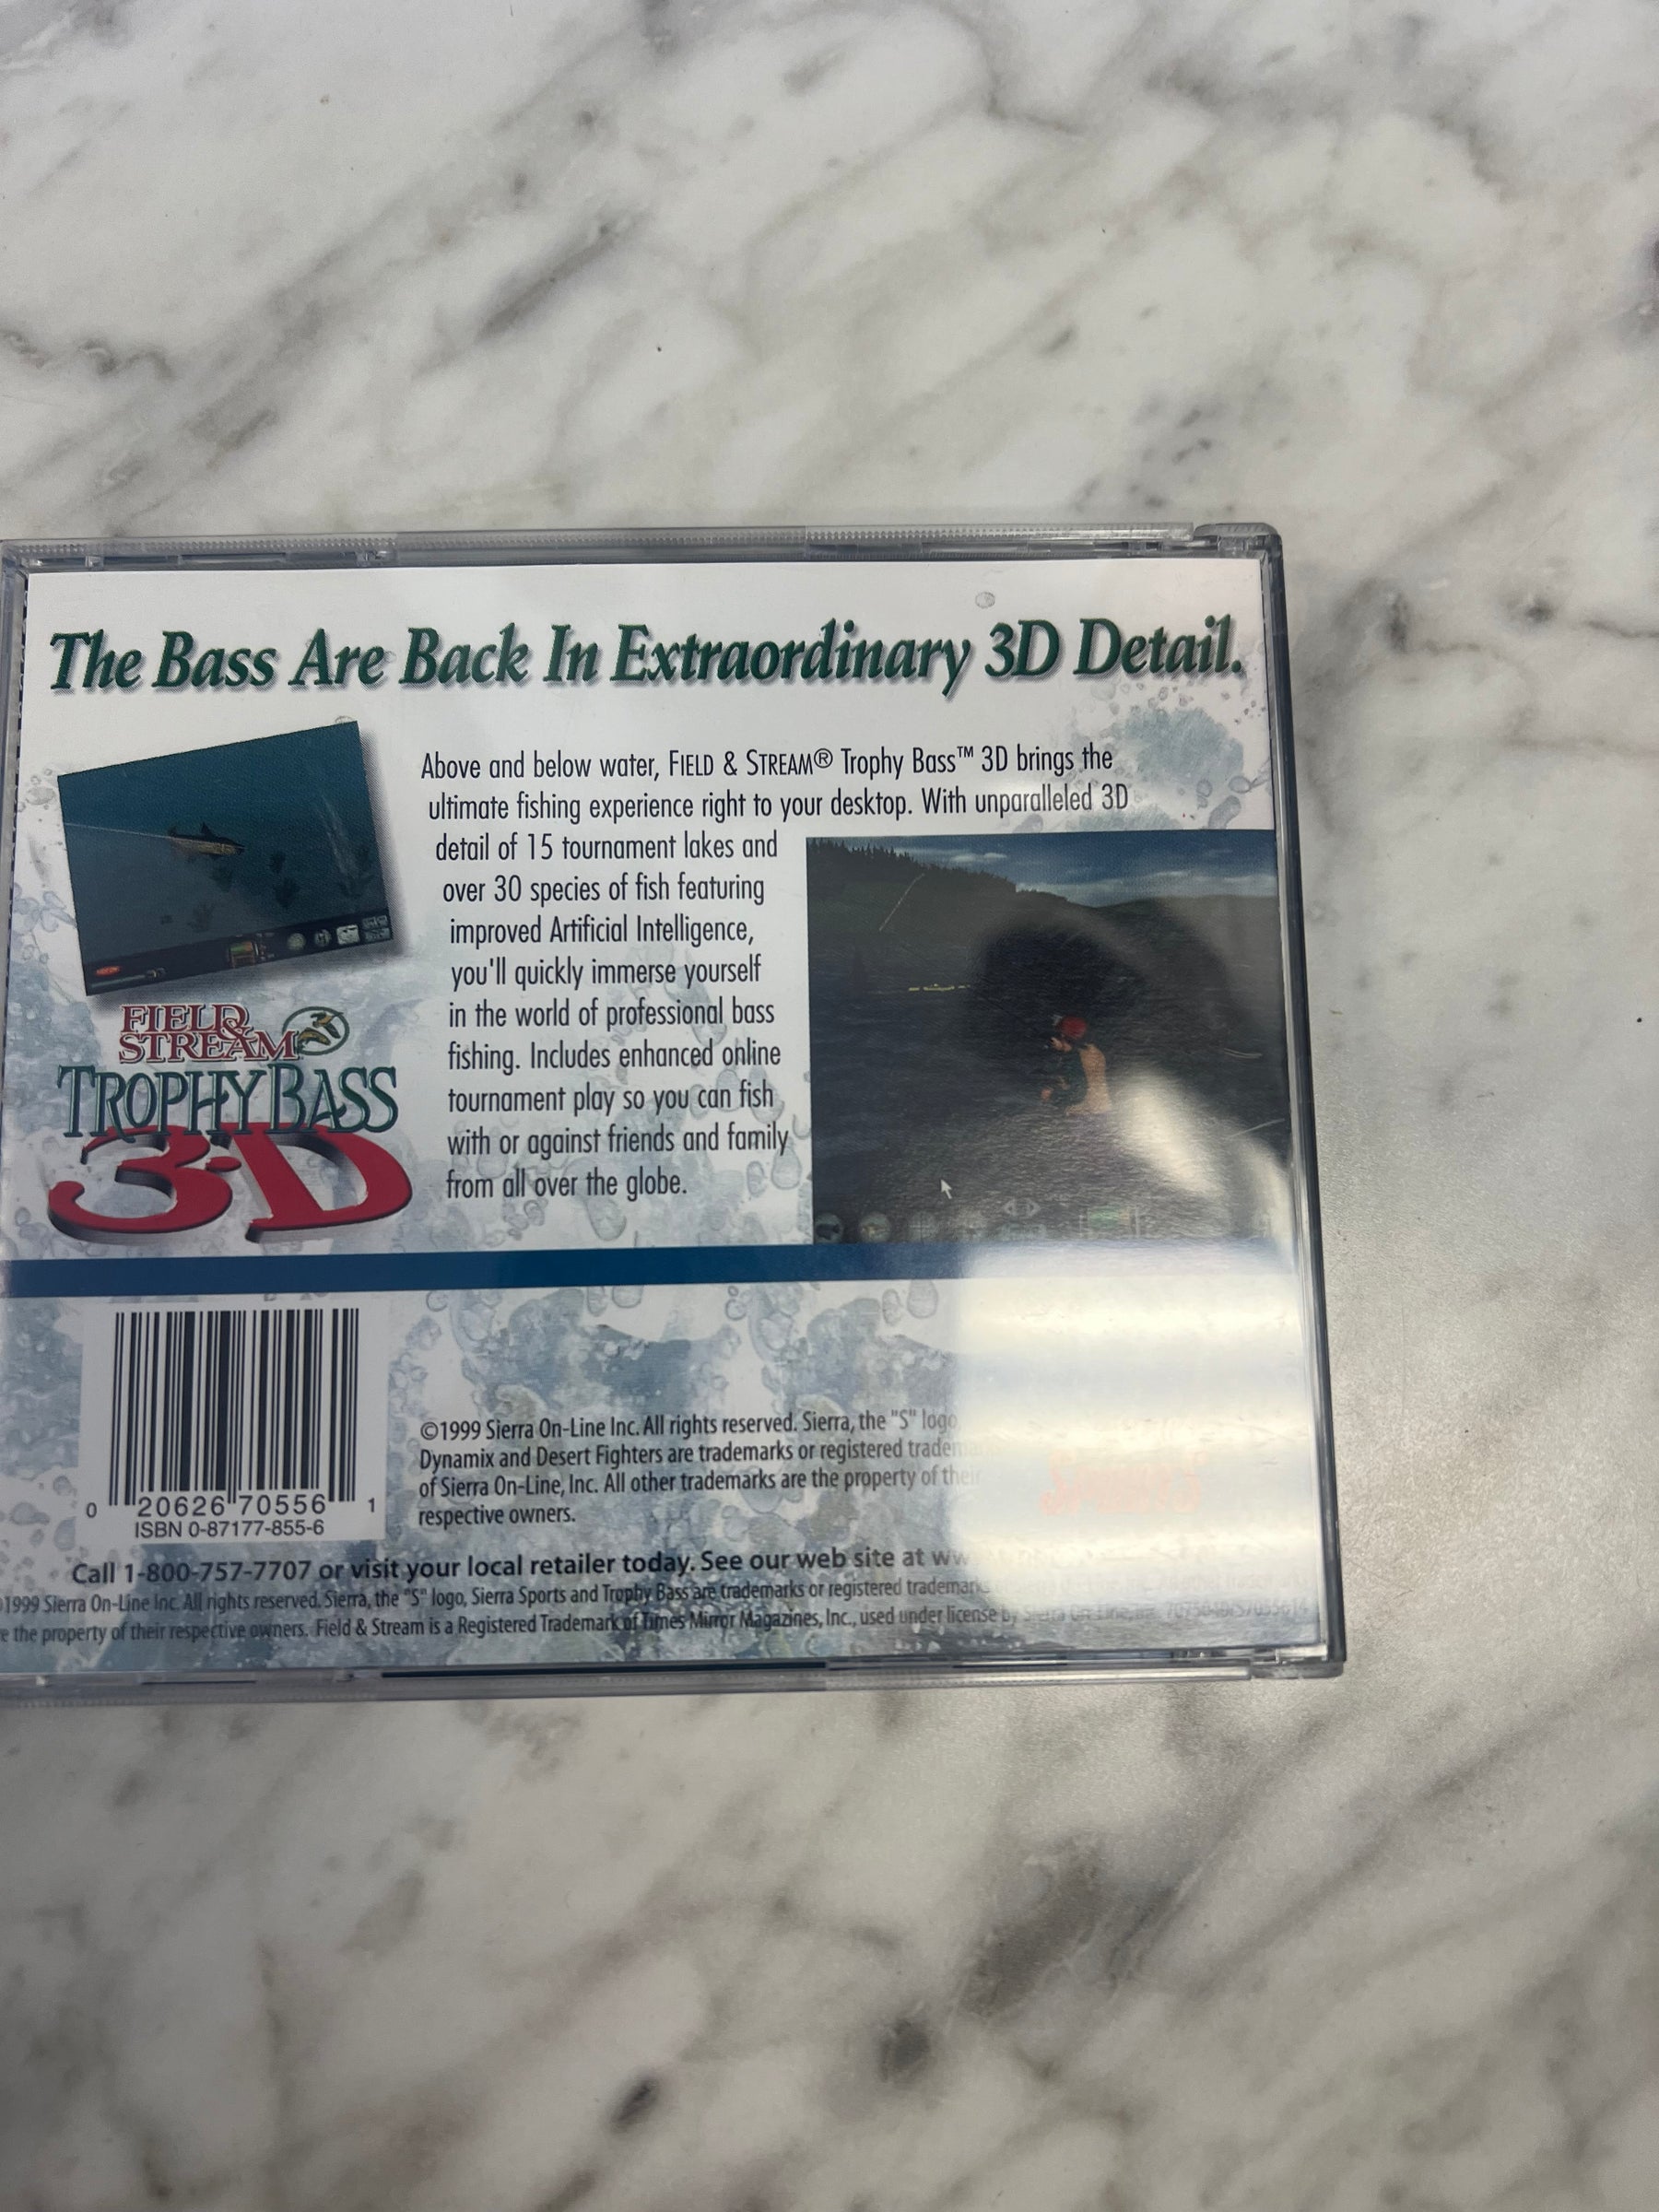 The Bass Are Back In Extraordinary 3D Detail.
Above and below water, FIELD & STREAM® Trophy Bass™ 3D brings the
ultimate fishing experience right to your desktop. With unparalleled 3D
detail of 15 tournament lakes and
over 30 species of fish featuring
improved Artificial Intelligence,
you'll quickly immerse yourself
in the world of professional bass
fishing. Includes enhanced online
tournament play so you can fish
with or against friends and family
from all over the globe.
FIELD &
STREAM
TROPHY BASS
3-D
0 20626 70556 1
ISBN 0-87177-855-6
©1999 Sierra On-Line Inc. All rights reserved. Sierra, the "S" logo
Dynamix and Desert Fighters are trademarks or registered
of Sierra On-Line, Inc. All other trademarks are the property of their
respective owners.
Call 1-800-757-7707 or visit your local retailer today. See our web site at
1999 Sierra On-Line Inc. All rights reserved. Sierra, the "S" logo, Sierra Sports and Trophy Bass are trademarks or registered
the property of their respective owners. Field & Stream is a Registered Trademark of Times Mirror Magazines, Inc., used under license by Sierra On-Line, Inc.